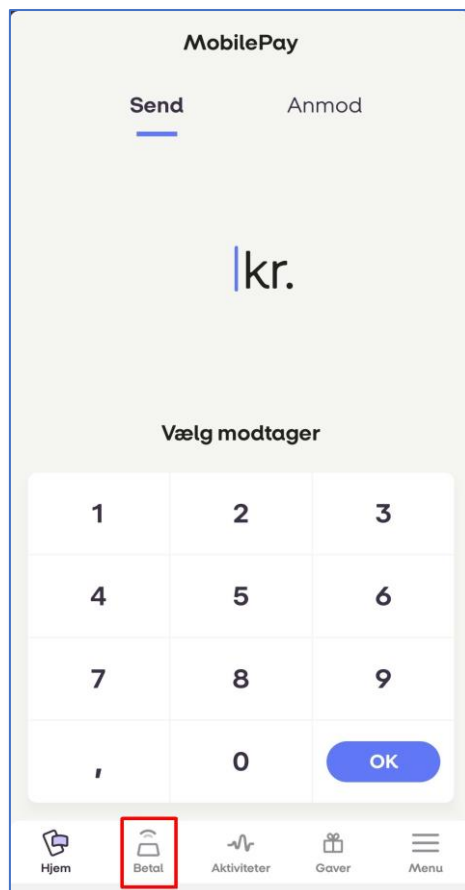 MobilePay
Send Anmod
kr.
Vælg modtager
1 2 3
4 5 6
7 8 9
, 0 OK
Hjem Betal Aktiviteter Gaver Menu